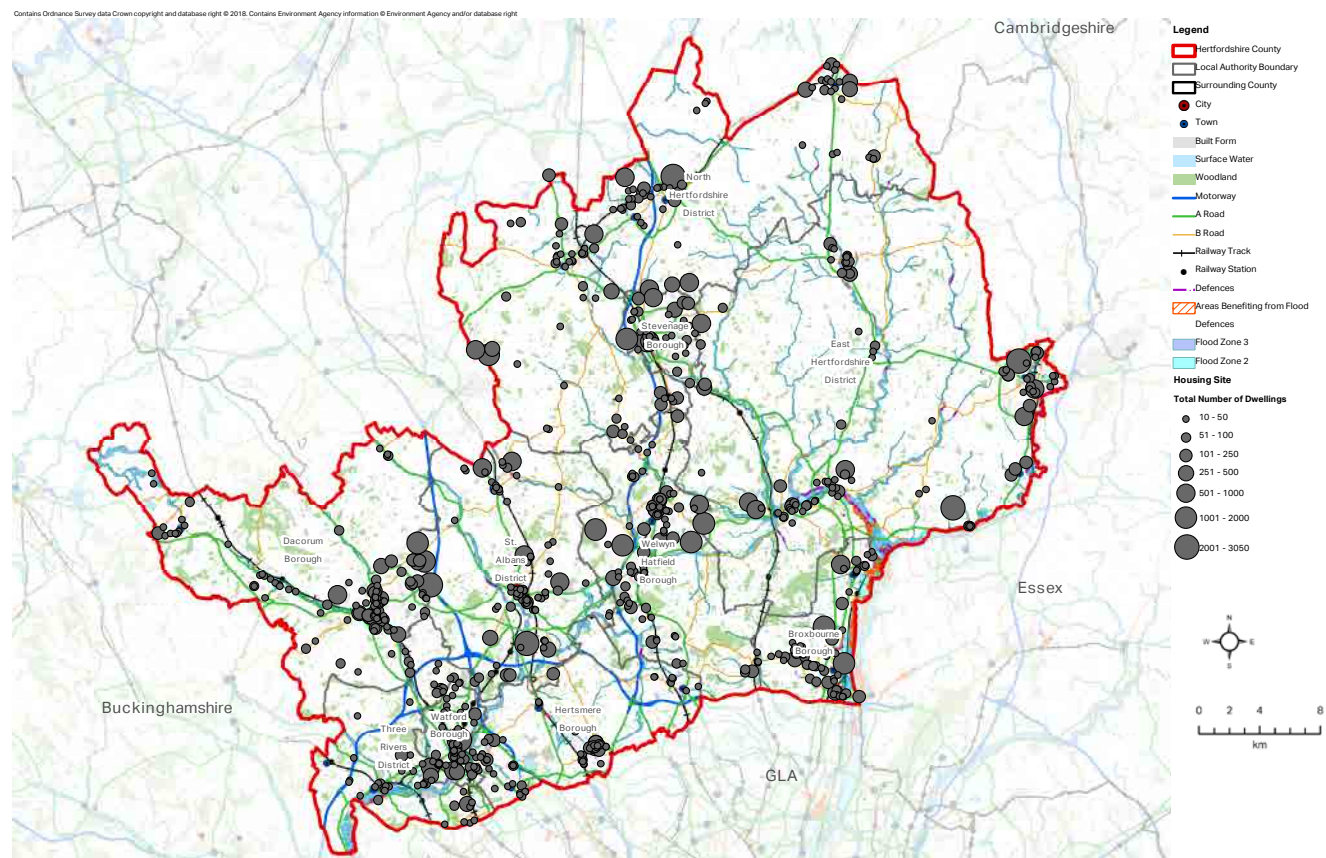 Contains Ordnance Survey data Crown copyright and database right © 2018. Contains Environment Agency information © Environment Agency and/or database right
Cambridgeshire
North
Hertfordshire
District
Stevenage
Borough
East
Hertfordshire
District
Dacorum
Borough
St.
Albans
District
Welwyn
Hatfield
Borough
Essex
Broxbourne
Borough
Buckinghamshire
Three
Rivers
District
Watford
Borough
Hertsmere
Borough
GLA
Legend
Hertfordshire County
Local Authority Boundary
Surrounding County
City
Town
Built Form
Surface Water
Woodland
Motorway
A Road
B Road
Railway Track
Railway Station
Defences
Areas Benefiting from Flood
Defences
Flood Zone 3
Flood Zone 2
Housing Site
Total Number of Dwellings
10 - 50
51 - 100
101 - 250
251 - 500
501 - 1000
1001 - 2000
2001 - 3050
N
W E
S
0 2 4 8
km